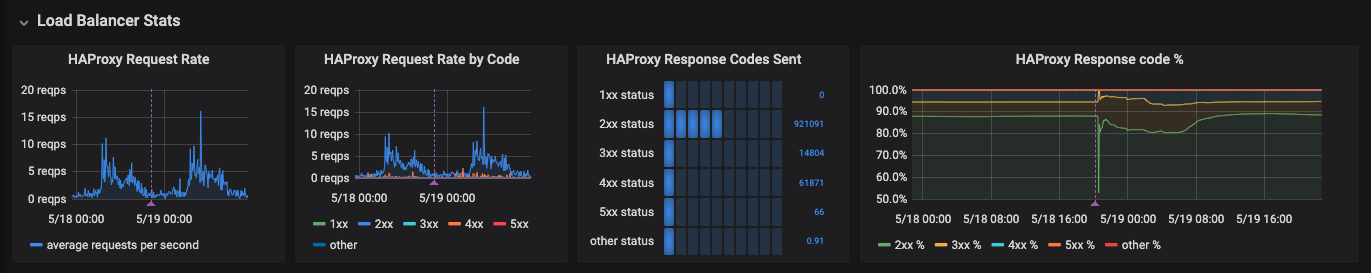 Load Balancer Stats
HAProxy Request Rate
20 reqps
15 reqps
10 reqps
5 reqps
0 reqps
5/18 00:00 5/19 00:00
average requests per second
HAProxy Request Rate by Code
20 reqps
15 reqps
10 reqps
5 reqps
0 reqps
5/18 00:00 5/19 00:00
1xx 2xx 3xx 4xx 5xx
other
HAProxy Response Codes Sent
1xx status 0
2xx status 921091
3xx status 14804
4xx status 61871
5xx status 66
other status 0.91
HAProxy Response code %
100.0%
90.0%
80.0%
70.0%
60.0%
50.0%
5/18 00:00 5/18 08:00 5/18 16:00 5/19 00:00 5/19 08:00 5/19 16:00
2xx % 3xx % 4xx % 5xx % other %